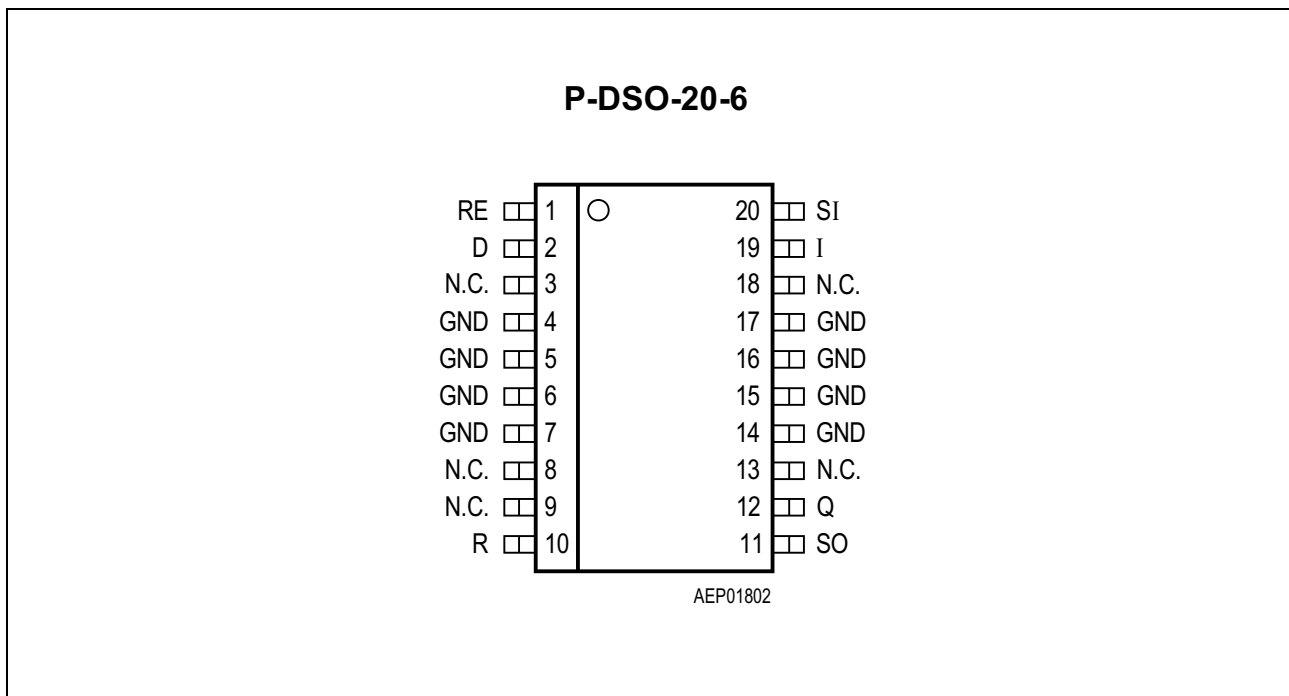 P-DSO-20-6
RE 1 20 SI
D 2 19 I
N.C. 3 18 N.C.
GND 4 17 GND
GND 5 16 GND
GND 6 15 GND
GND 7 14 GND
N.C. 8 13 N.C.
N.C. 9 12 Q
R 10 11 SO
AEP01802